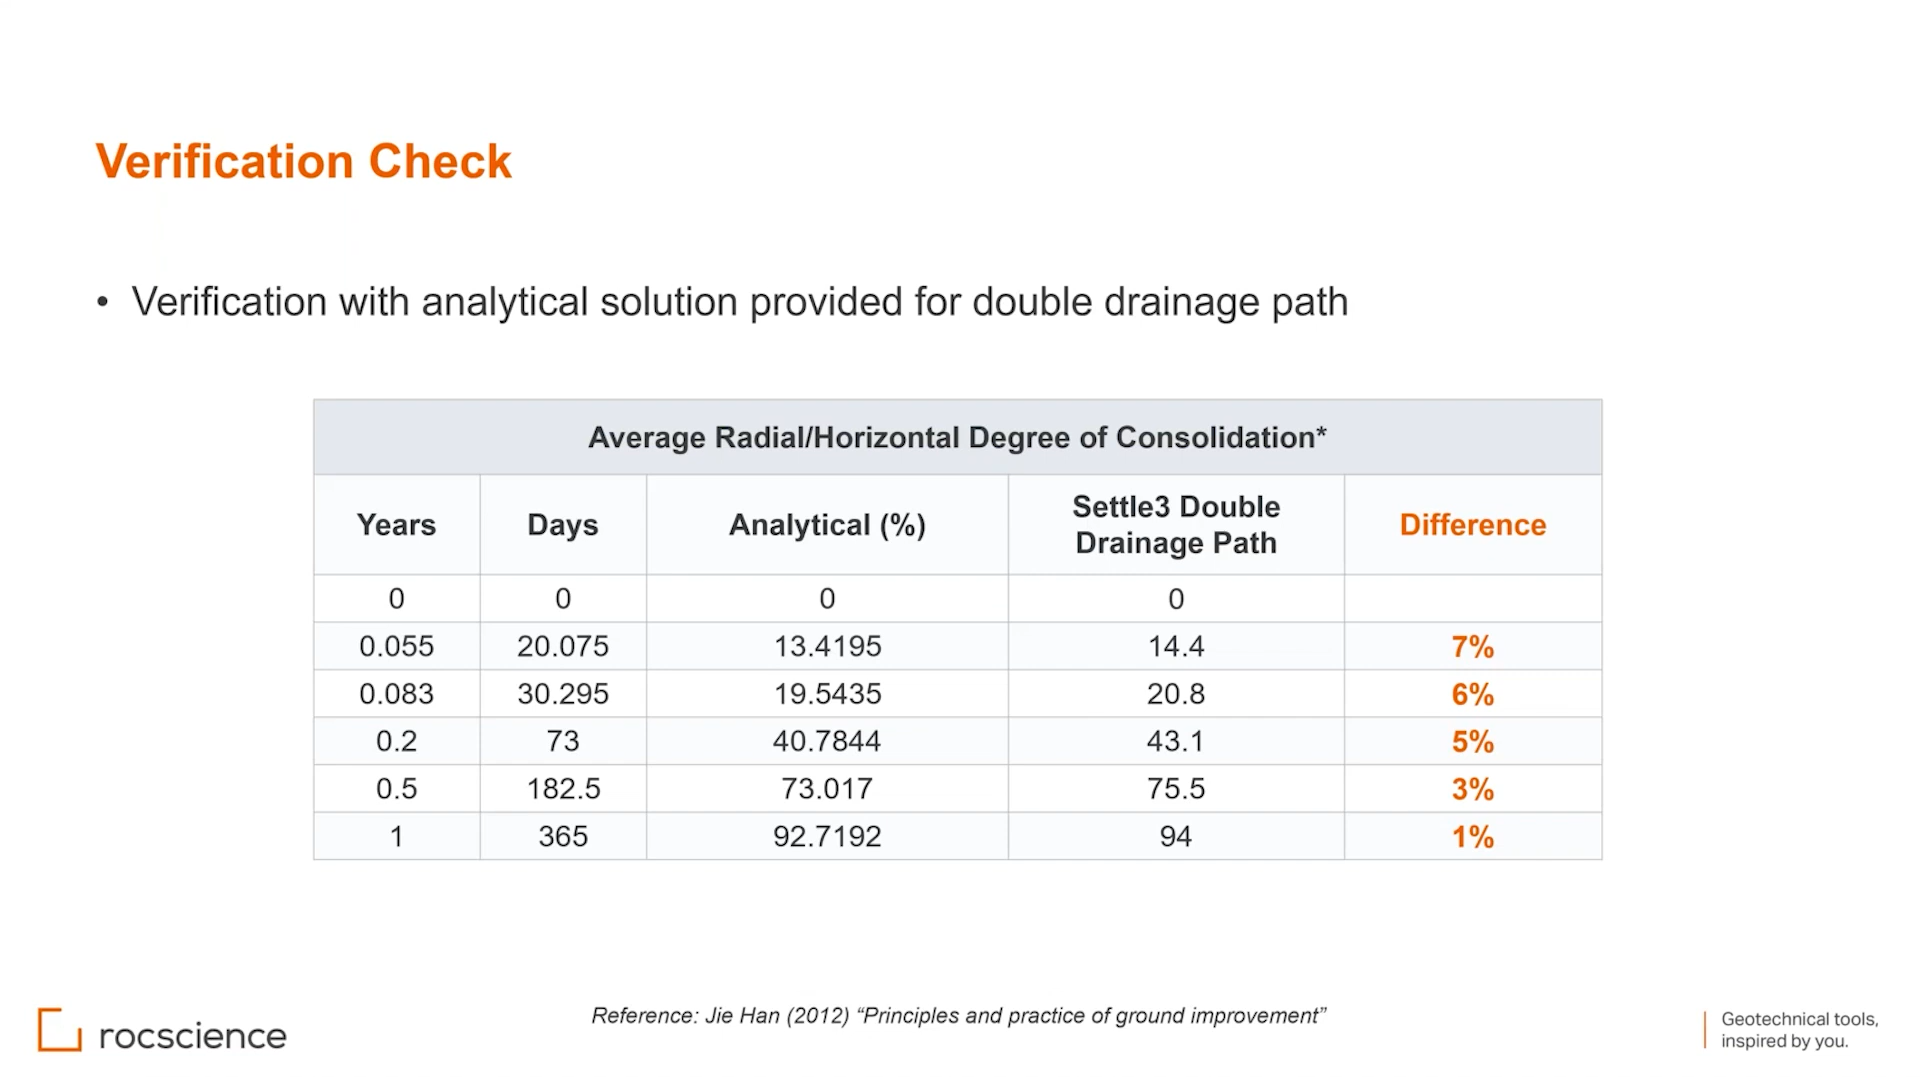 Verification Check
• Verification with analytical solution provided for double drainage path
Average Radial/Horizontal Degree of Consolidation*
Years Days Analytical (%) Settle3 Double Drainage Path Difference
0 0 0 0
0.055 20.075 13.4195 14.4 7%
0.083 30.295 19.5435 20.8 6%
0.2 73 40.7844 43.1 5%
0.5 182.5 73.017 75.5 3%
1 365 92.7192 94 1%
Reference: Jie Han (2012) “Principles and practice of ground improvement”
rocscience
Geotechnical tools,
inspired by you.